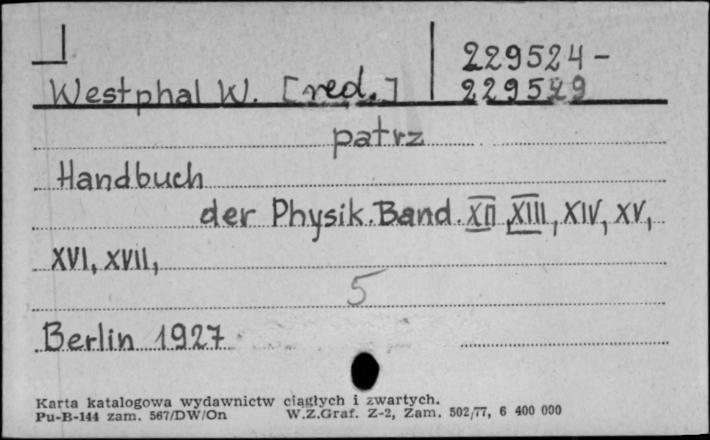 229524 -
Westphal W. [red.] 229529
patrz
Handbuch
der Physik. Band. XII, XIII, XIV, XV,
XVI, XVII,
5
Berlin 1927
Karta katalogowa wydawnictw ciągłych i zwartych.
Pu-B-144 zam. 567/DW/On W.Z.Graf. Z-2, Zam. 502/77, 6 400 000